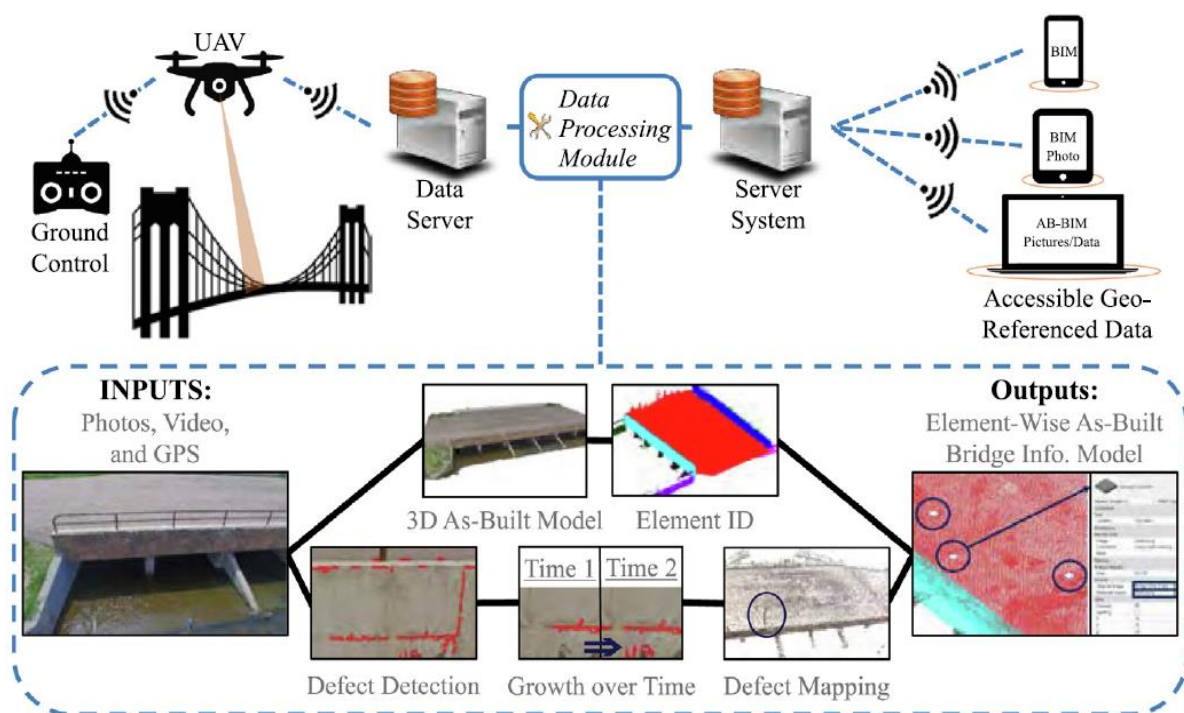 UAV
Ground
Control
Data
Server
Data
Processing
Module
Server
System
BIM
BIM
Photo
AB-BIM
Pictures/Data
Accessible Geo-
Referenced Data
INPUTS:
Photos, Video,
and GPS
3D As-Built Model
Element ID
Defect Detection
Time 1
Time 2
Growth over Time
Defect Mapping
Outputs:
Element-Wise As-Built
Bridge Info. Model